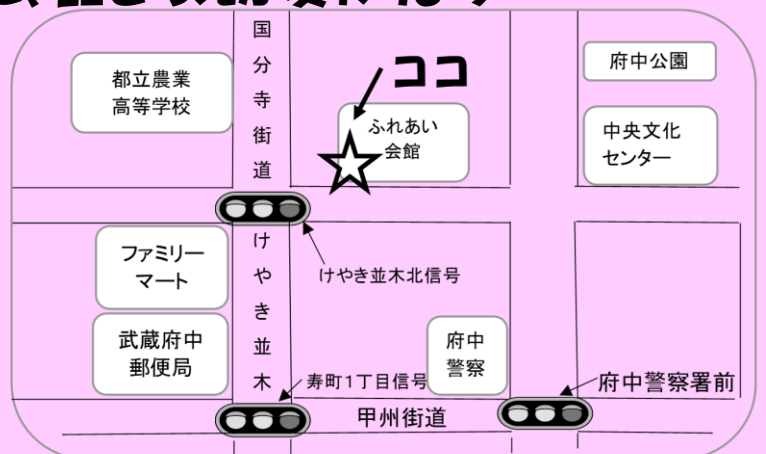 国分寺街道
都立農業
高等学校
ココ
ふれあい
会館
府中公園
中央文化
センター
ファミリー
マート
けやき並木
けやき並木北信号
武蔵府中
郵便局
府中
警察
寿町1丁目信号
府中警察署前
甲州街道